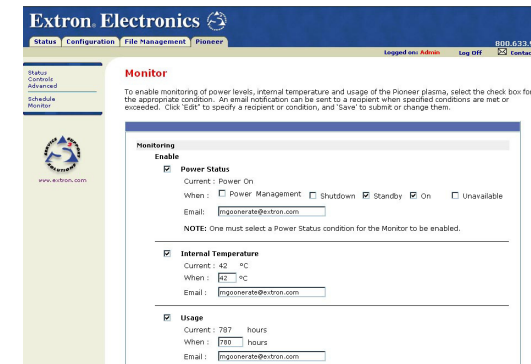 Extron. Electronics
Status Configuration File Management Pioneer
800.633.9
Logged on: Admin Log Off Contact
Status
Controls
Advanced
Schedule
Monitor
SERVICE SUPPORT SOLUTIONS
www.extron.com
Monitor
To enable monitoring of power levels, internal temperature and usage of the Pioneer plasma, select the check box for
the appropriate condition. An email notification can be sent to a recipient when specified conditions are met or
exceeded. Click 'Edit" to specify a recipient or condition, and 'Save' to submit or change them.
Monitoring
Enable
Power Status
Current : Power On
When : Power Management Shutdown Standby On Unavailable
Email: mgoonerate@extron.com
NOTE: One must select a Power Status condition for the Monitor to be enabled.
Internal Temperature
Current : 42 °C
When : 42 °C
Email : mgoonerate@extron.com
Usage
Current : 787 hours
When : 780 hours
Email : mgoonerate@extron.com